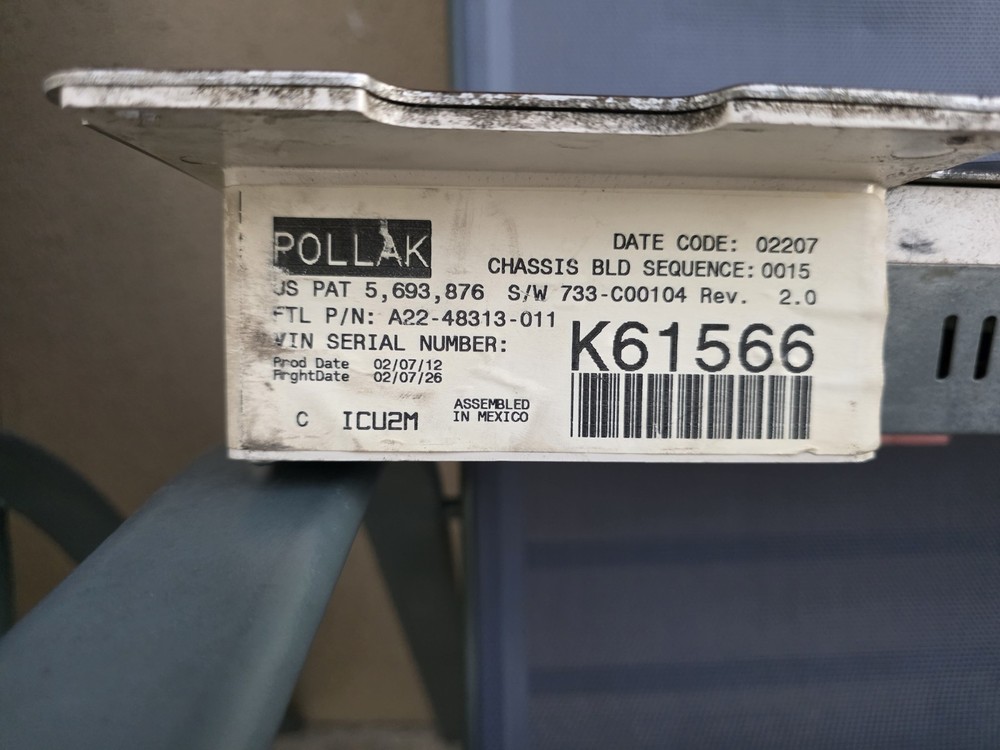 POLLAK
DATE CODE: 02207
CHASSIS BLD SEQUENCE: 0015
US PAT 5,693,876 S/W 733-C00104 Rev. 2.0
FTL P/N: A22-48313-011
VIN SERIAL NUMBER: K61566
Prod Date 02/07/12
FrghtDate 02/07/26
C ICU2M ASSEMBLED
IN MEXICO